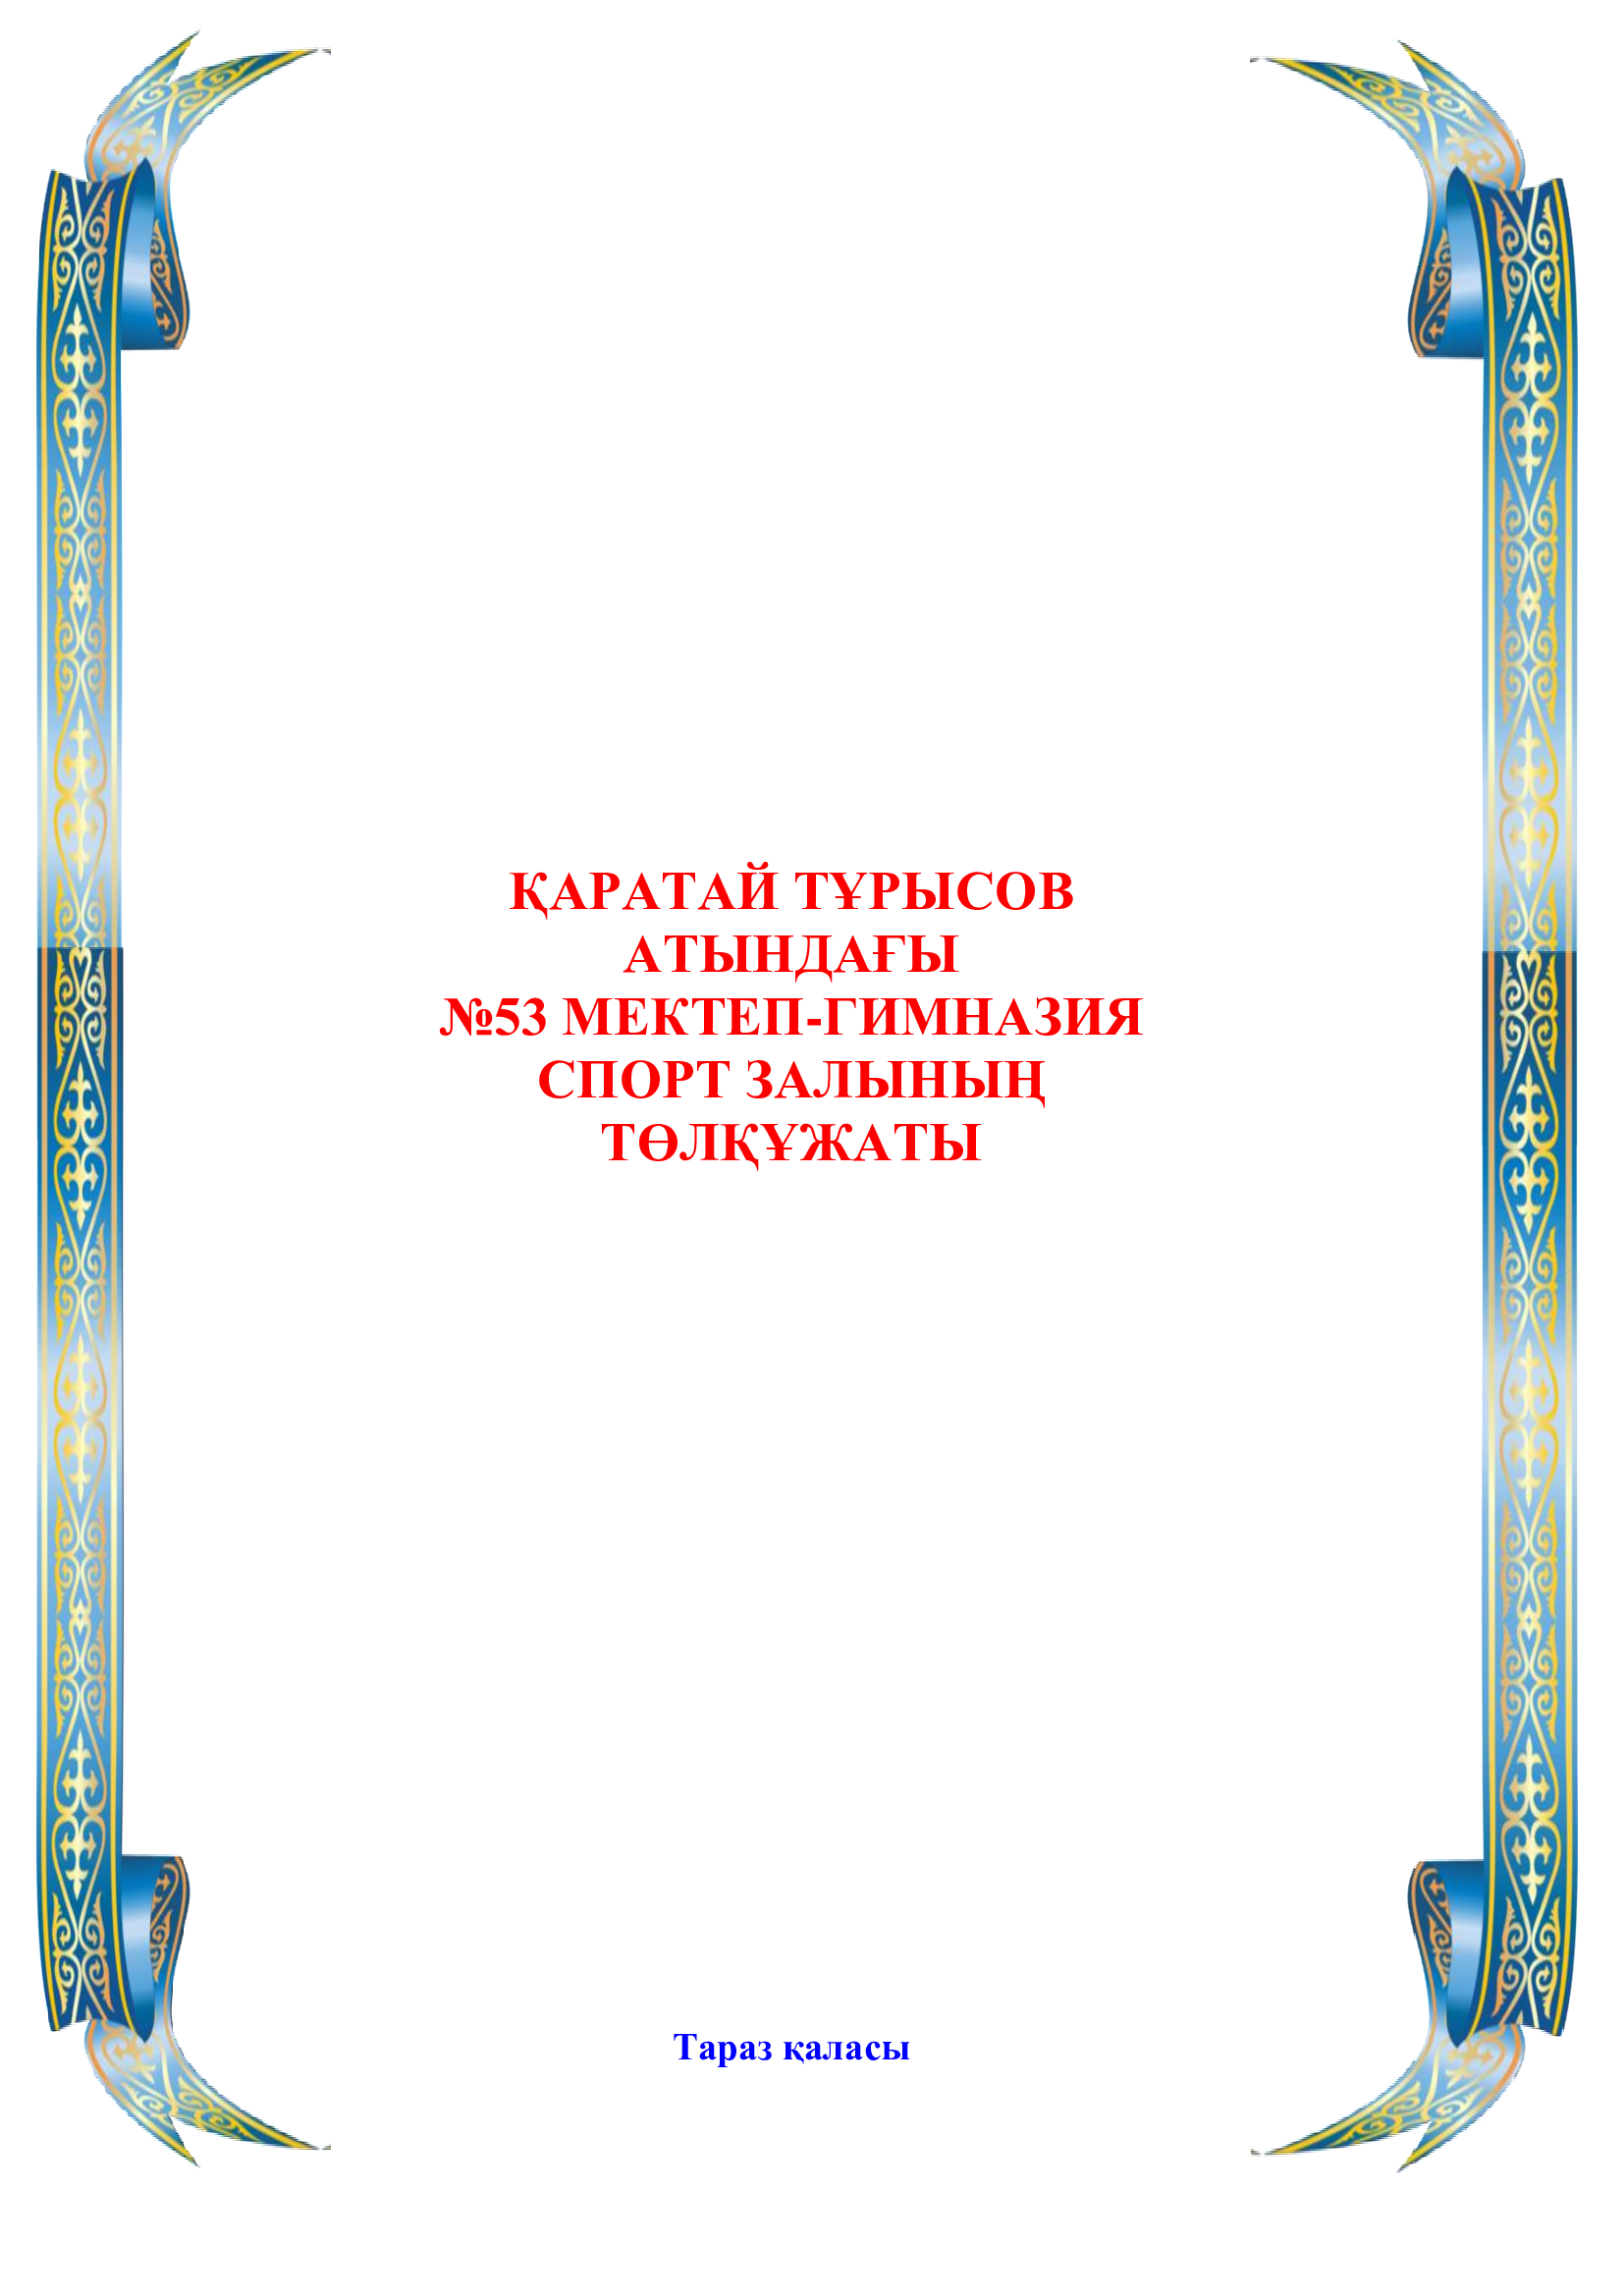 ҚАРАТАЙ ТҰРЫСОВ
АТЫНДАҒЫ
№53 МЕКТЕП-ГИМНАЗИЯ
СПОРТ ЗАЛЫНЫҢ
ТӨЛҚҰЖАТЫ
Тараз қаласы